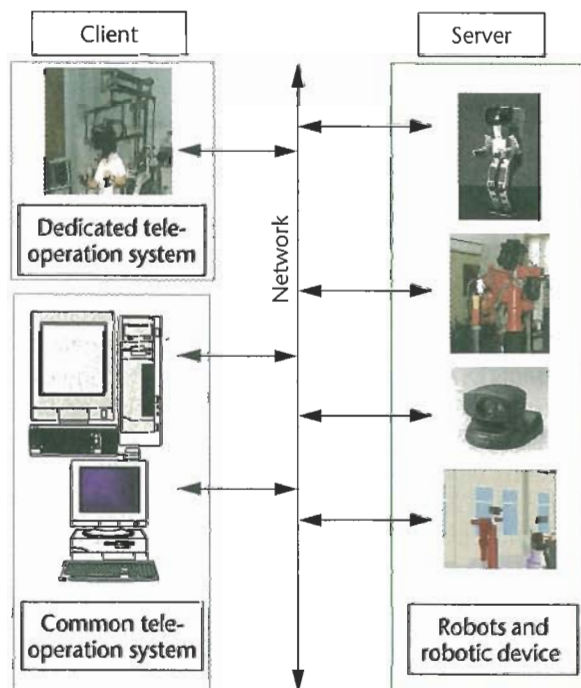 Client
Server
Dedicated tele-
operation system
Network
Common tele-
operation system
Robots and
robotic device